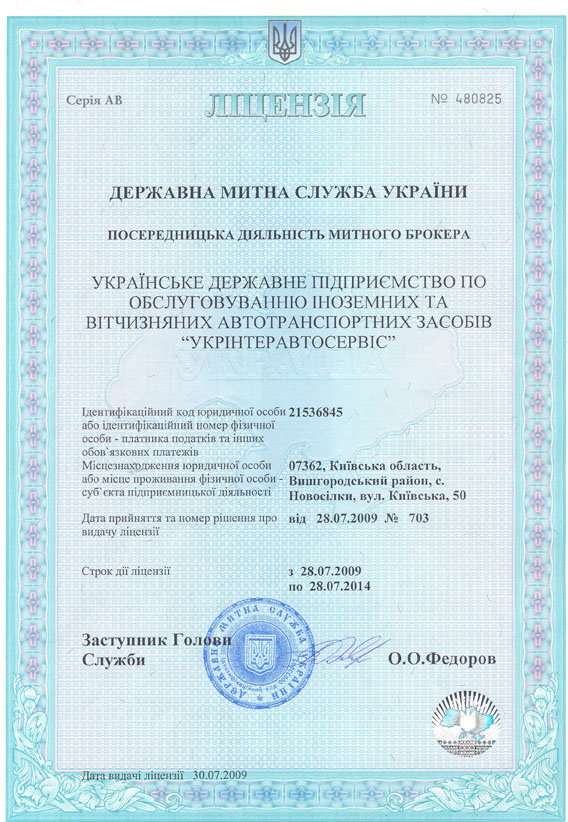 Серія АВ
ЛІЦЕНЗІЯ
№ 480825
ДЕРЖАВНА МИТНА СЛУЖБА УКРАЇНИ
ПОСЕРЕДНИЦЬКА ДІЯЛЬНІСТЬ МИТНОГО БРОКЕРА
УКРАЇНСЬКЕ ДЕРЖАВНЕ ПІДПРИЄМСТВО ПО
ОБСЛУГОВУВАННЮ ІНОЗЕМНИХ ТА
ВІТЧИЗНЯНИХ АВТОТРАНСПОРТНИХ ЗАСОБІВ
“УКРІНТЕРАВТОСЕРВІС”
УКРАЇНА
Ідентифікаційний код юридичної особи 21536845
або ідентифікаційний номер фізичної
особи - платника податків та інших
обов`язкових платежів
Місцезнаходження юридичної особи 07362, Київська область,
або місце проживання фізичної особи - Вишгородський район, с.
суб`єкта підприємницької діяльності Новосілки, вул. Київська, 50
Дата прийняття та номер рішення про від 28.07.2009 № 703
видачу ліцензії
Строк дії ліцензії з 28.07.2009
по 28.07.2014
Заступник Голови
Служби О.О.Федоров
ДЕРЖАВНА МИТНА СЛУЖБА УКРАЇНИ
Дата видачі ліцензії 30.07.2009